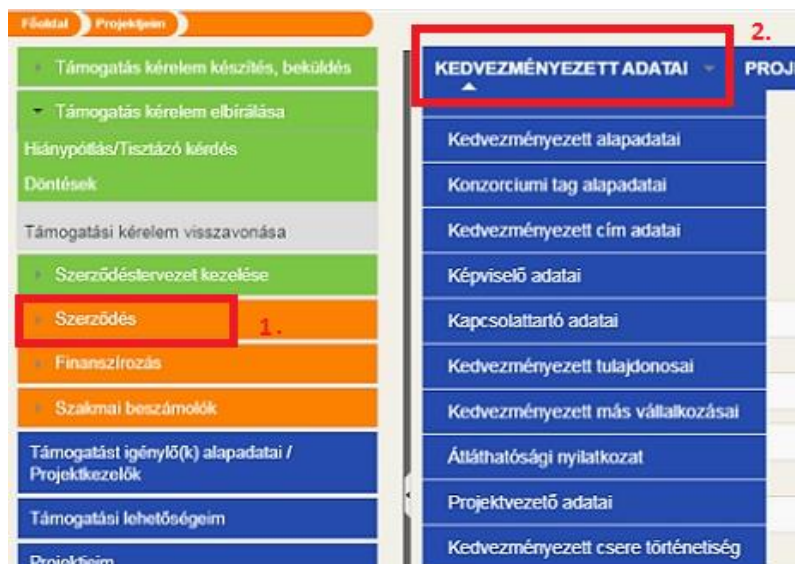 Főoldal Projektjeim
Támogatás kérelem készítés, beküldés
Támogatás kérelem elbírálása
Hiánypótlás/Tisztázó kérdés
Döntések
Támogatási kérelem visszavonása
Szerződéstervezet kezelése
Szerződés
1.
Finanszírozás
Szakmai beszámolók
Támogatást igénylő(k) alapadatai /
Projektkezelők
Támogatási lehetőségeim
Projektjeim
2.
KEDVEZMÉNYEZETT ADATAI
Kedvezményezett alapadatai
Konzorciumi tag alapadatai
Kedvezményezett cím adatai
Képviselő adatai
Kapcsolattartó adatai
Kedvezményezett tulajdonosai
Kedvezményezett más vállalkozásai
Átláthatósági nyilatkozat
Projektvezető adatai
Kedvezményezett csere történetiség
PROJ